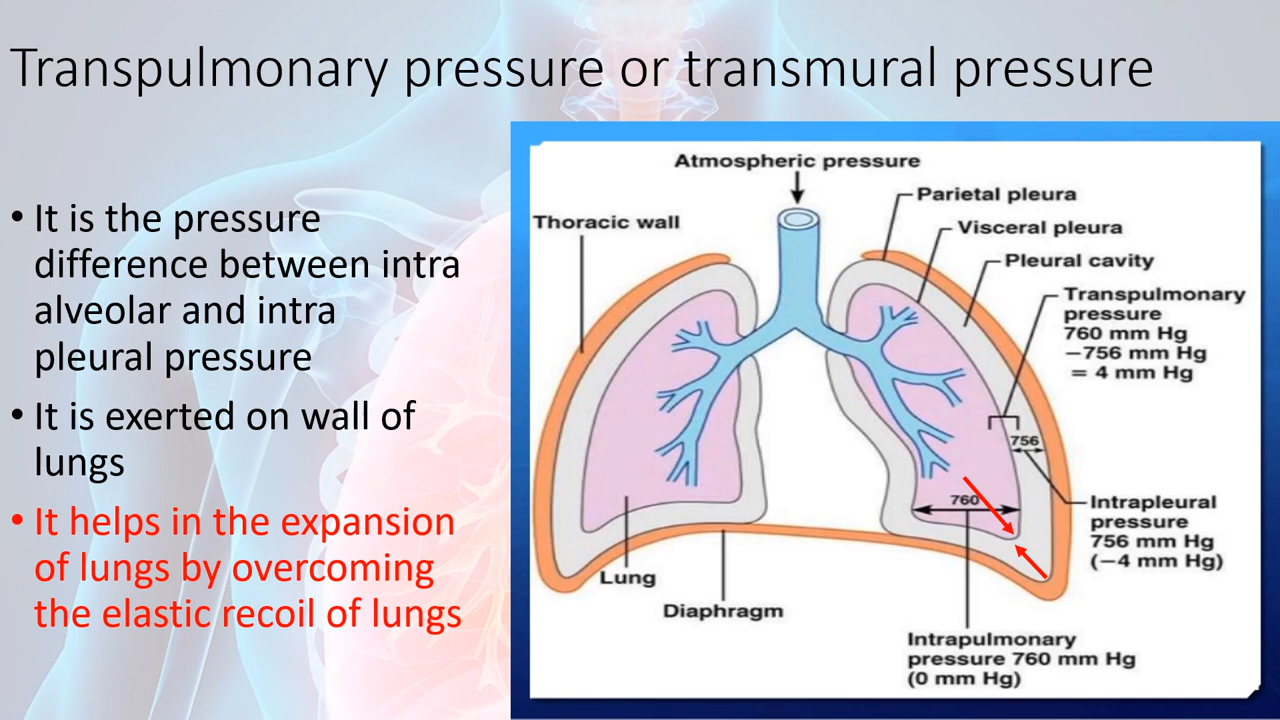 Transpulmonary pressure or transmural pressure
• It is the pressure
difference between intra
alveolar and intra
pleural pressure
• It is exerted on wall of
lungs
• It helps in the expansion
of lungs by overcoming
the elastic recoil of lungs
Atmospheric pressure
Parietal pleura
Thoracic wall
Visceral pleura
Pleural cavity
Transpulmonary
pressure
760 mm Hg
−756 mm Hg
= 4 mm Hg
756
760
Intrapleural
pressure
756 mm Hg
(−4 mm Hg)
Lung
Diaphragm
Intrapulmonary
pressure 760 mm Hg
(0 mm Hg)